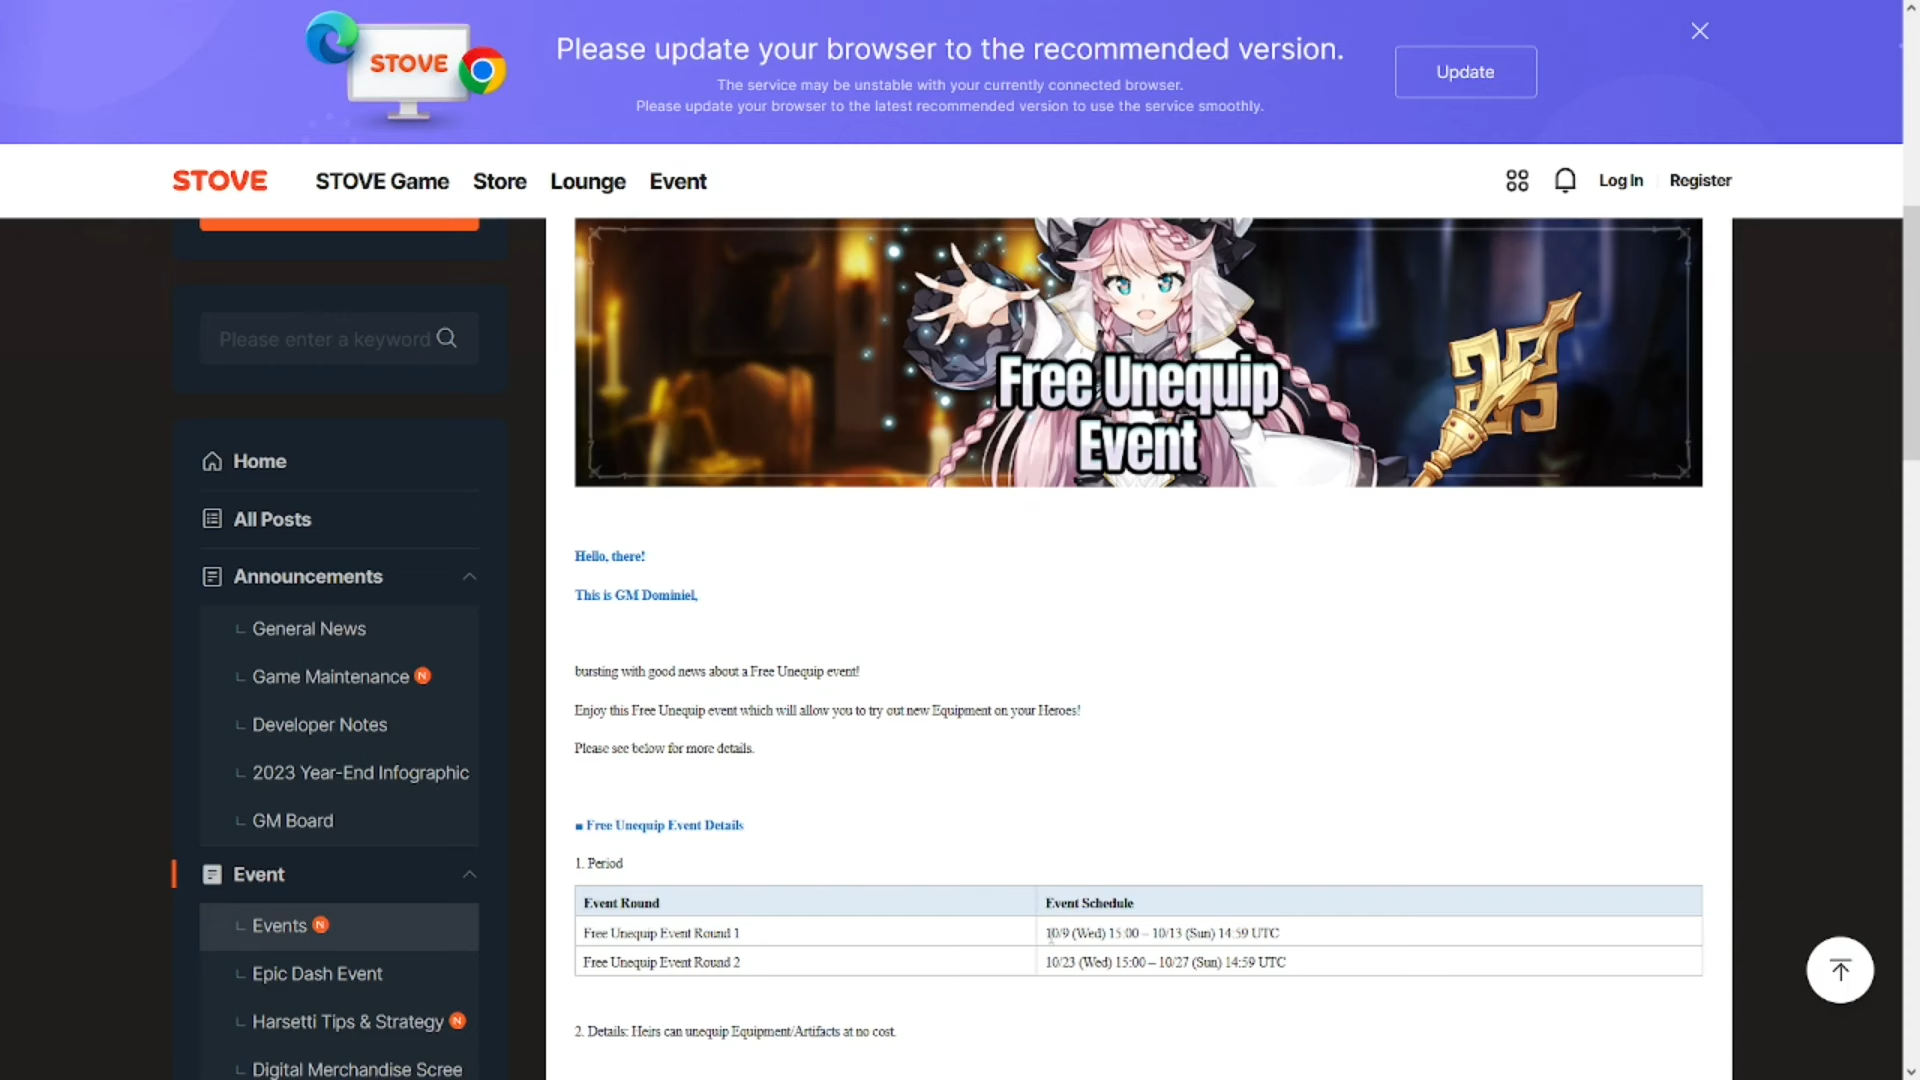 STOVE
Please update your browser to the recommended version.
The service may be unstable with your currently connected browser.
Please update your browser to the latest recommended version to use the service smoothly.
Update
STOVE
STOVE Game
Store
Lounge
Event
Log In
Register
Please enter a keyword
Home
All Posts
Announcements
General News
Game Maintenance N
Developer Notes
2023 Year-End Infographic
GM Board
Event
Events N
Epic Dash Event
Harsetti Tips & Strategy N
Digital Merchandise Scree
Free Unequip
Event
Hello, there!
This is GM Dominiel,
bursting with good news about a Free Unequip event!
Enjoy this Free Unequip event which will allow you to try out new Equipment on your Heroes!
Please see below for more details.
■ Free Unequip Event Details
1. Period
Event Round
Event Schedule
Free Unequip Event Round 1
10/9 (Wed) 15:00 – 10/13 (Sun) 14:59 UTC
Free Unequip Event Round 2
10/23 (Wed) 15:00 – 10/27 (Sun) 14:59 UTC
2. Details: Heirs can unequip Equipment/Artifacts at no cost.